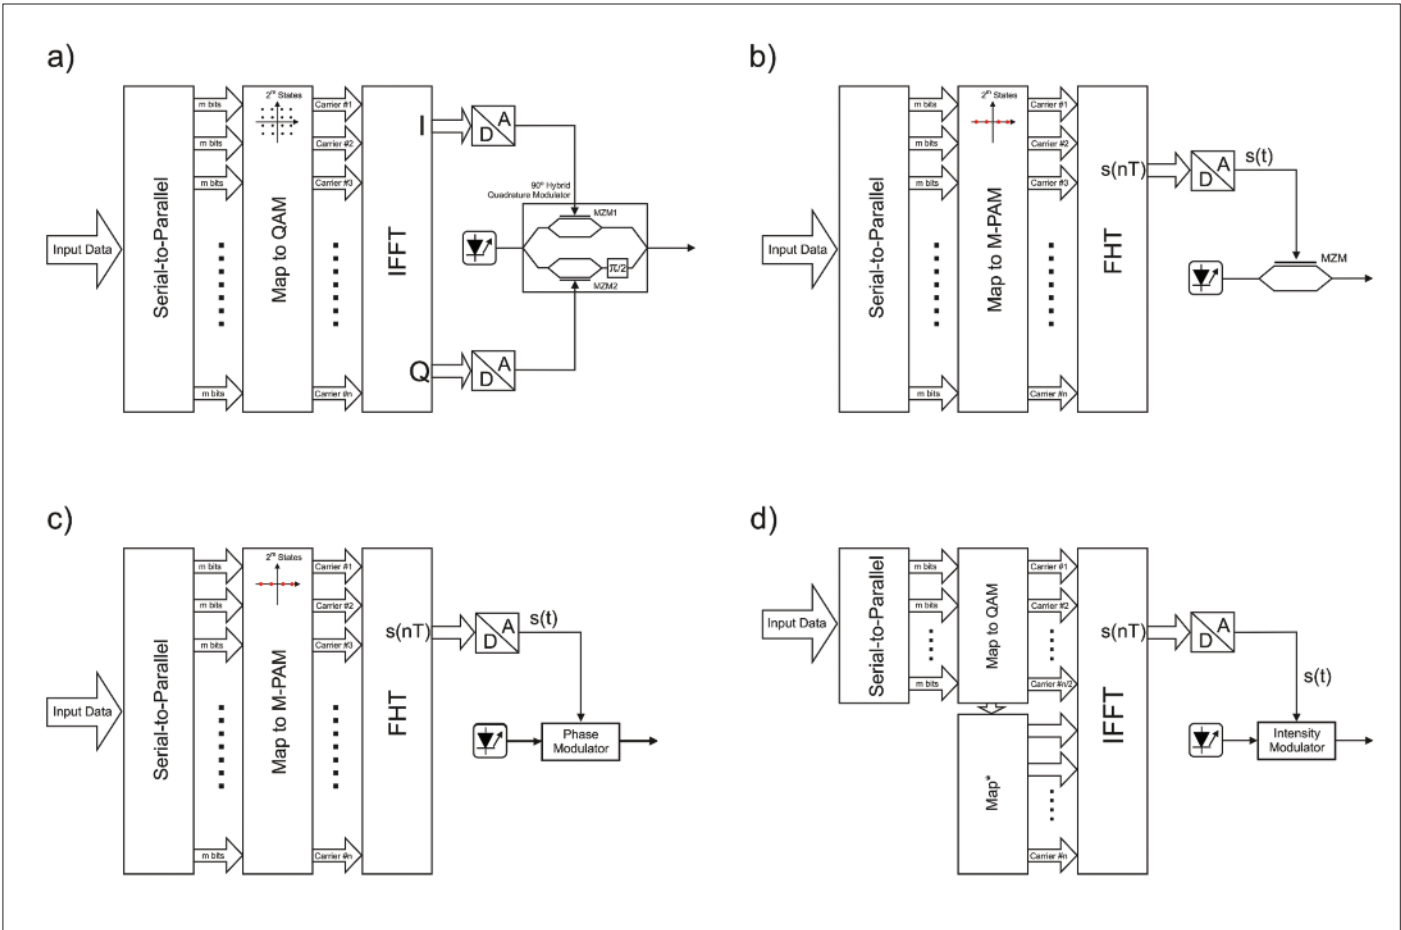 a)
Input Data
Serial-to-Parallel
m bits
m bits
m bits
m bits
2^m States
Map to QAM
Carrier #1
Carrier #2
Carrier #3
Carrier #n
IFFT
I
Q
D A
D A
90° Hybrid
Quadrature Modulator
MZM1
π/2
MZM2
b)
Input Data
Serial-to-Parallel
m bits
m bits
m bits
m bits
2^m States
Map to M-PAM
Carrier #1
Carrier #2
Carrier #3
Carrier #n
FHT
s(nT)
D A
s(t)
MZM
c)
Input Data
Serial-to-Parallel
m bits
m bits
m bits
m bits
2^m States
Map to M-PAM
Carrier #1
Carrier #2
Carrier #3
Carrier #n
FHT
s(nT)
D A
s(t)
Phase
Modulator
d)
Input Data
Serial-to-Parallel
m bits
m bits
m bits
Map to QAM
Map*
Carrier #1
Carrier #2
Carrier #n/2
Carrier #n
IFFT
s(nT)
D A
s(t)
Intensity
Modulator